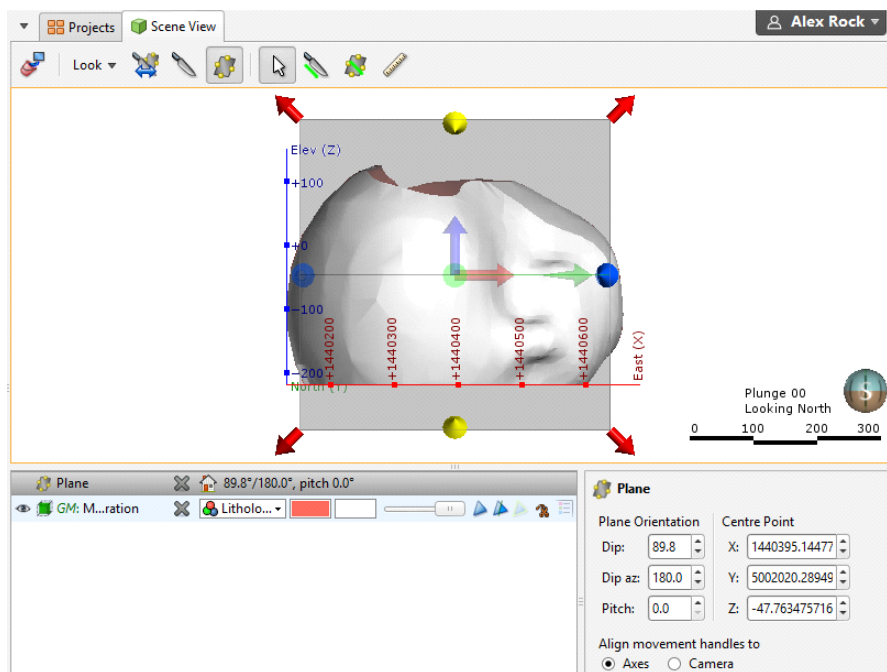 Projects
Scene View
Alex Rock
Look
Elev (Z)
+100
+0
-100
-200
North (Y)
+1440200
+1440300
+1440400
+1440500
+1440600
East (X)
Plunge 00
Looking North
S
0 100 200 300
Plane
89.8°/180.0°, pitch 0.0°
GM: M...ration
Litholo...
Plane
Plane Orientation
Centre Point
Dip: 89.8
X: 1440395.14477
Dip az: 180.0
Y: 5002020.28949
Pitch: 0.0
Z: -47.763475716
Align movement handles to
Axes
Camera